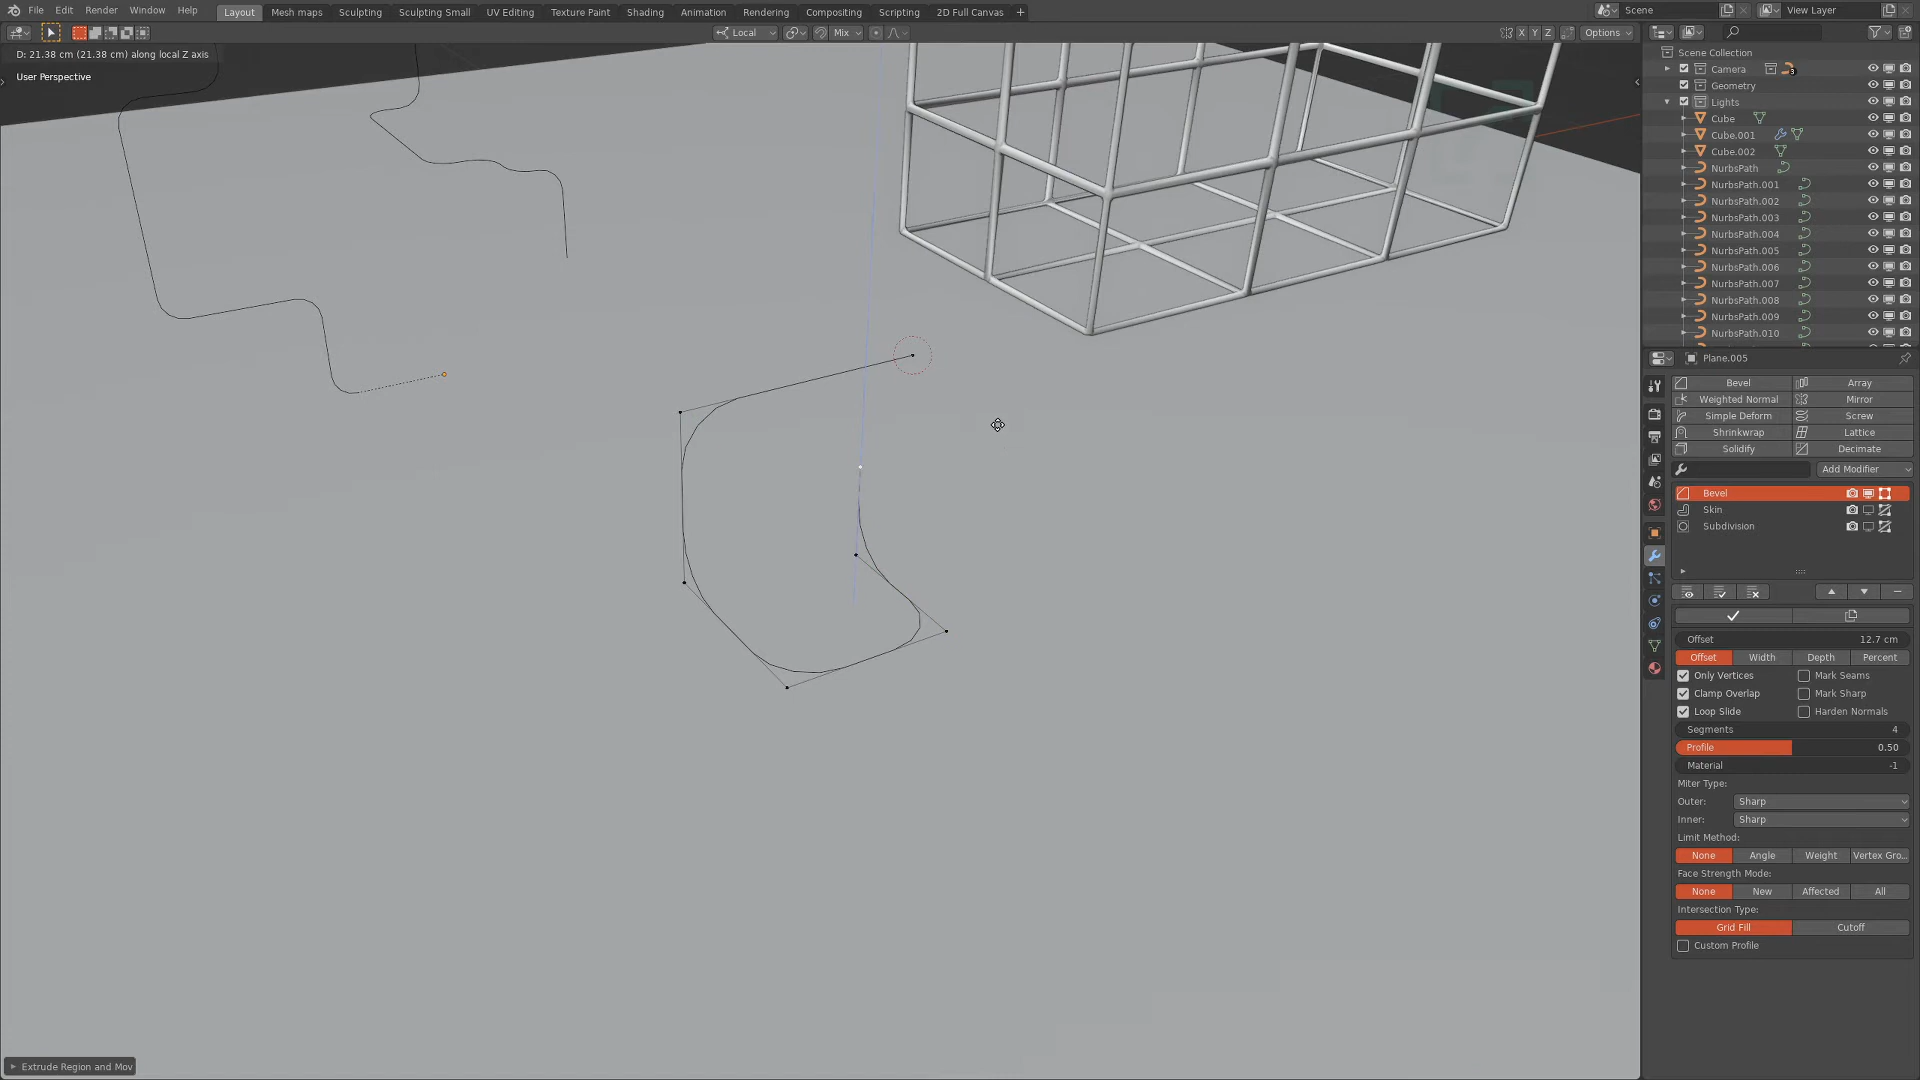 File Edit Render Window Help Layout Mesh maps Sculpting Sculpting Small UV Editing Texture Paint Shading Animation Rendering Compositing Scripting 2D Full Canvas + Scene View Layer
Local Mix X Y Z Options
D: 21.38 cm (21.38 cm) along local Z axis
User Perspective
Scene Collection
Camera 3
Geometry
Lights
Cube
Cube.001
Cube.002
NurbsPath
NurbsPath.001
NurbsPath.002
NurbsPath.003
NurbsPath.004
NurbsPath.005
NurbsPath.006
NurbsPath.007
NurbsPath.008
NurbsPath.009
NurbsPath.010
Plane.005
Bevel Array
Weighted Normal Mirror
Simple Deform Screw
Shrinkwrap Lattice
Solidify Decimate
Add Modifier
Bevel
Skin
Subdivision
Offset 12.7 cm
Offset Width Depth Percent
Only Vertices Mark Seams
Clamp Overlap Mark Sharp
Loop Slide Harden Normals
Segments 4
Profile 0.50
Material -1
Miter Type:
Outer: Sharp
Inner: Sharp
Limit Method:
None Angle Weight Vertex Gro...
Face Strength Mode:
None New Affected All
Intersection Type:
Grid Fill Cutoff
Custom Profile
Extrude Region and Mov